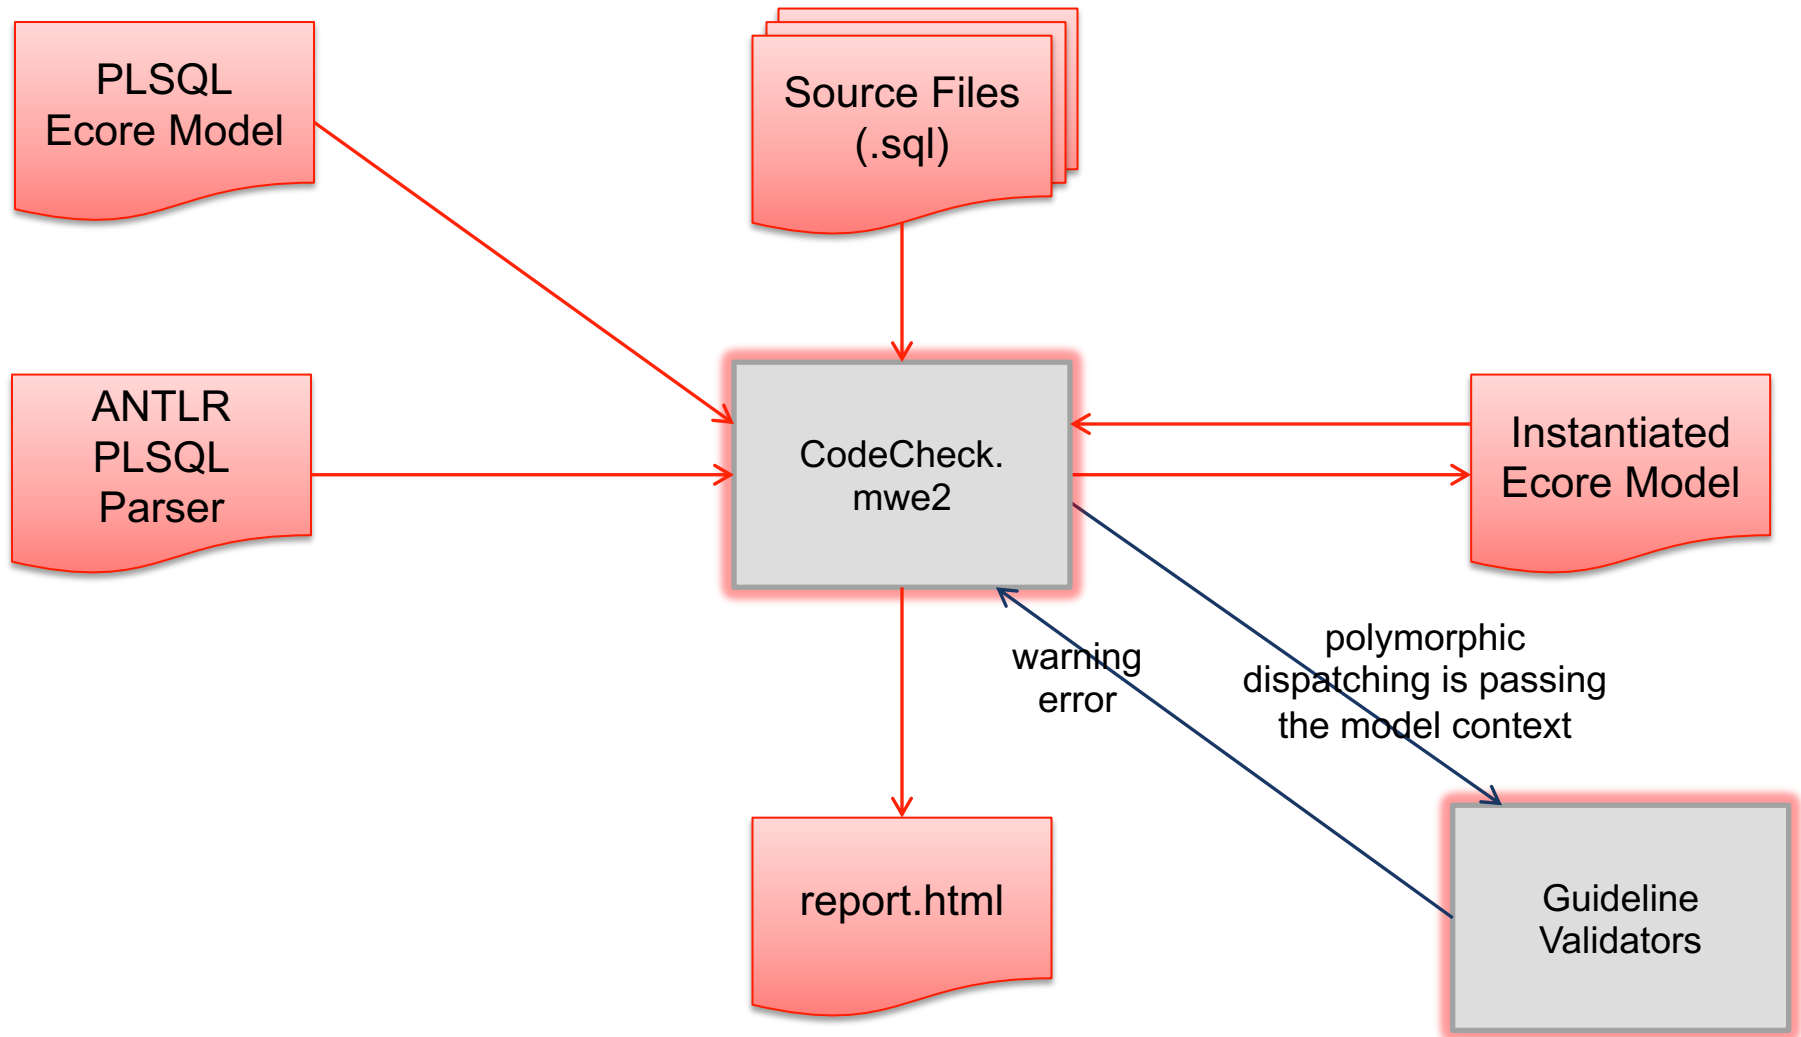 PLSQL
Ecore Model
Source Files
(.sql)
ANTLR
PLSQL
Parser
CodeCheck.
mwe2
Instantiated
Ecore Model
warning
error
polymorphic
dispatching is passing
the model context
report.html
Guideline
Validators